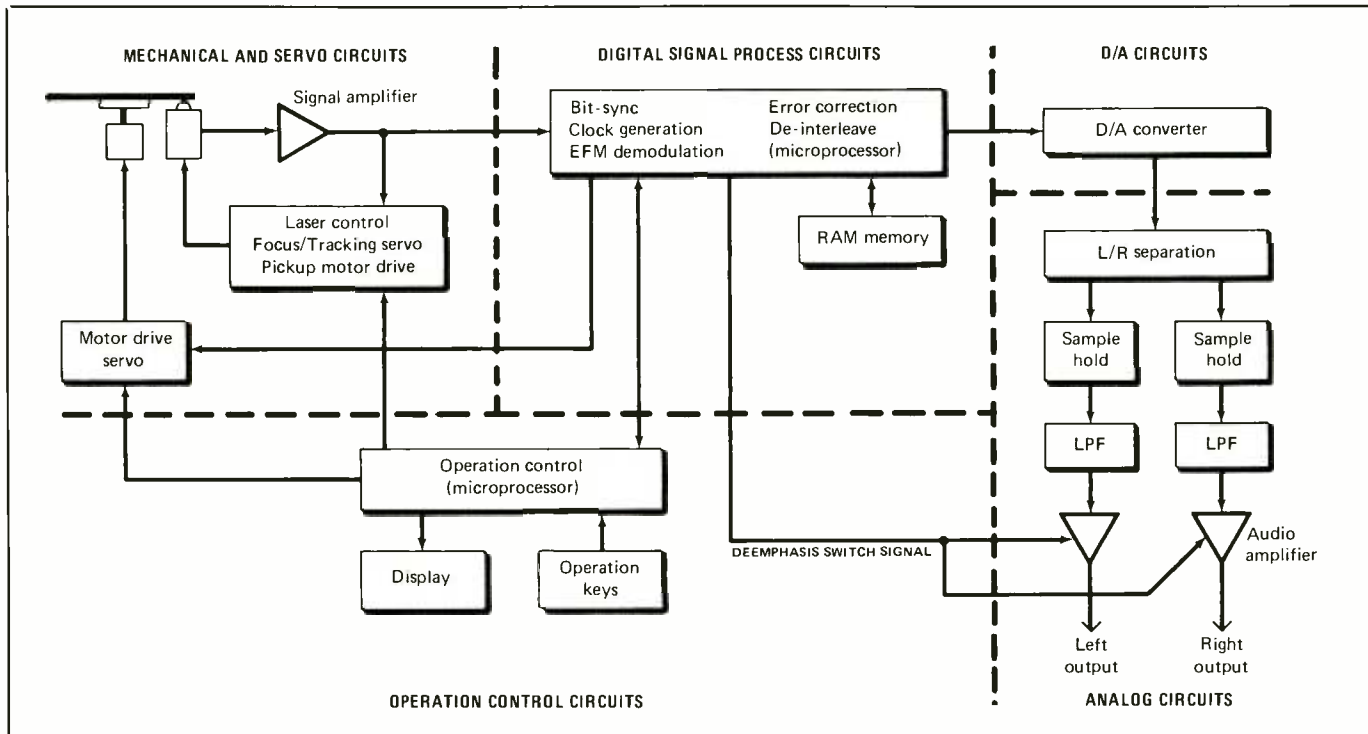 MECHANICAL AND SERVO CIRCUITS
DIGITAL SIGNAL PROCESS CIRCUITS
D/A CIRCUITS
Signal amplifier
Bit-sync
Clock generation
EFM demodulation
Error correction
De-interleave
(microprocessor)
D/A converter
Laser control
Focus/Tracking servo
Pickup motor drive
RAM memory
L/R separation
Motor drive
servo
Sample
hold
Sample
hold
LPF
LPF
Operation control
(microprocessor)
Display
Operation
keys
DEEMPHASIS SWITCH SIGNAL
Audio
amplifier
Left
output
Right
output
OPERATION CONTROL CIRCUITS
ANALOG CIRCUITS